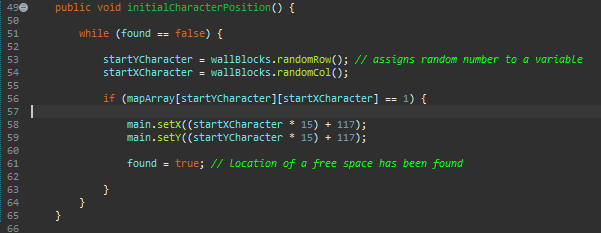 49 public void initialCharacterPosition() {
50
51 while (found == false) {
52
53 startYCharacter = wallBlocks.randomRow(); // assigns random number to a variable
54 startXCharacter = wallBlocks.randomCol();
55
56 if (mapArray[startYCharacter][startXCharacter] == 1) {
57
58 main.setX((startXCharacter * 15) + 117);
59 main.setY((startYCharacter * 15) + 117);
60
61 found = true; // location of a free space has been found
62
63 }
64 }
65 }
66